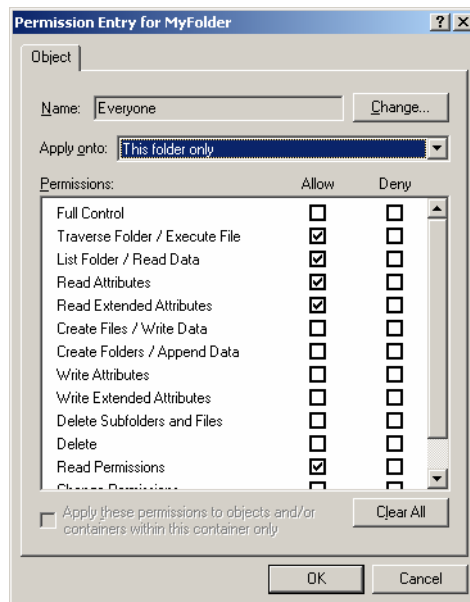 Permission Entry for MyFolder
Object
Name: Everyone Change...
Apply onto: This folder only
Permissions: Allow Deny
Full Control
Traverse Folder / Execute File
List Folder / Read Data
Read Attributes
Read Extended Attributes
Create Files / Write Data
Create Folders / Append Data
Write Attributes
Write Extended Attributes
Delete Subfolders and Files
Delete
Read Permissions
Change Permissions
Apply these permissions to objects and/or Clear All
containers within this container only
OK Cancel